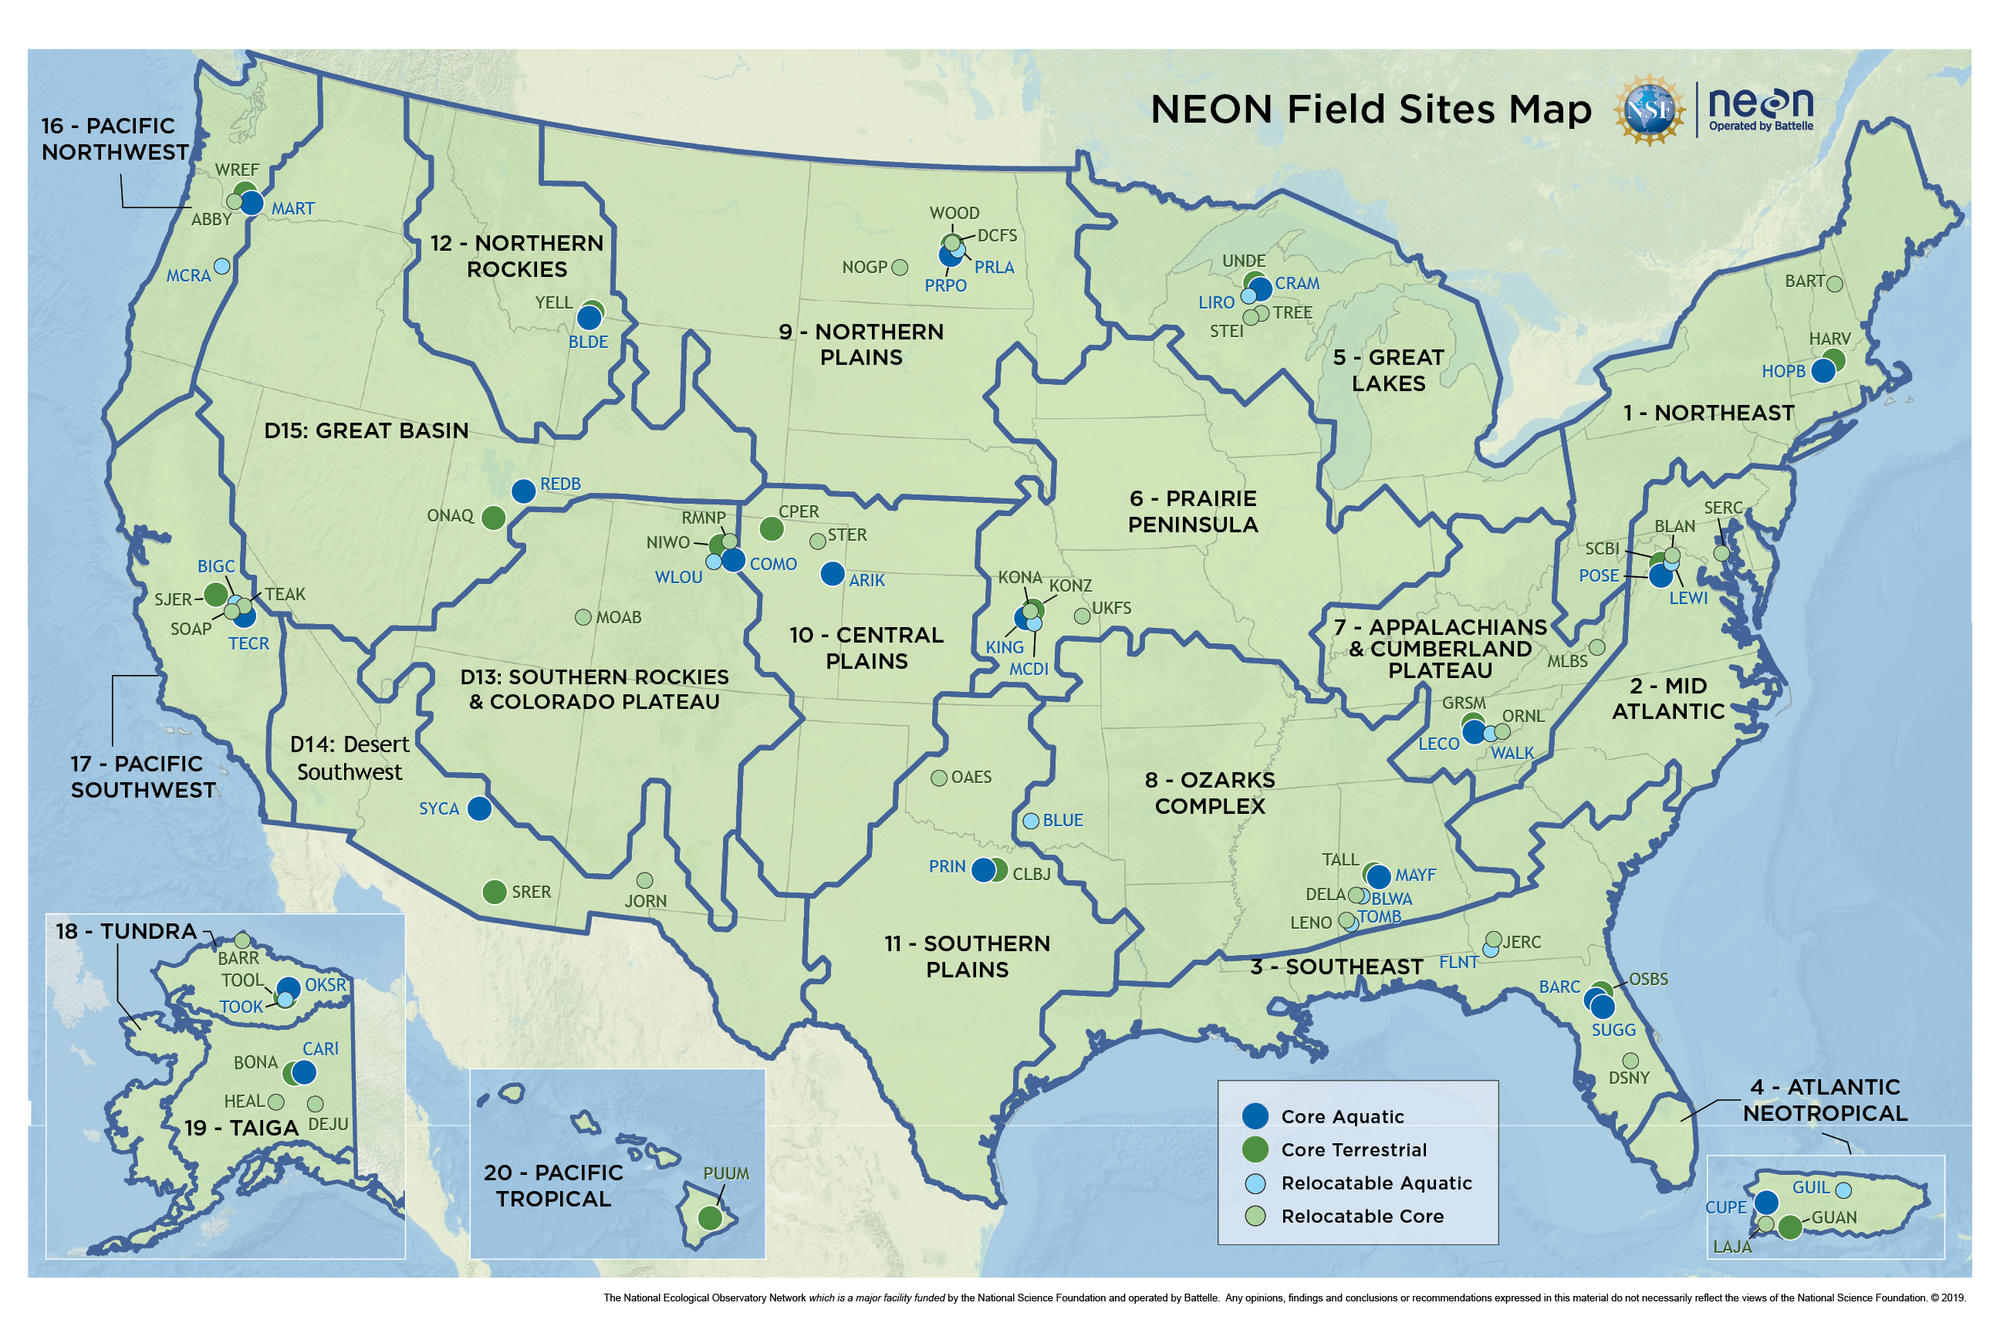 NEON Field Sites Map
NSF
neon
Operated by Battelle
16 - PACIFIC
NORTHWEST
WREF
ABBY
MART
MCRA
12 - NORTHERN
ROCKIES
YELL
BLDE
WOOD
DCFS
NOGP
PRLA
PRPO
9 - NORTHERN
PLAINS
UNDE
CRAM
LIRO
TREE
STEI
5 - GREAT
LAKES
BART
HARV
HOPB
1 - NORTHEAST
D15: GREAT BASIN
REDB
ONAQ
RMNP
NIWO
WLOU
COMO
CPER
STER
ARIK
6 - PRAIRIE
PENINSULA
SERC
BLAN
SCBI
POSE
LEWI
BIGC
SJER
TEAK
SOAP
TECR
MOAB
10 - CENTRAL
PLAINS
KONA
KONZ
UKFS
KING
MCDI
7 - APPALACHIANS
& CUMBERLAND
PLATEAU
MLBS
D13: SOUTHERN ROCKIES
& COLORADO PLATEAU
2 - MID
ATLANTIC
GRSM
ORNL
LECO
WALK
D14: Desert
Southwest
17 - PACIFIC
SOUTHWEST
OAES
8 - OZARKS
COMPLEX
SYCA
BLUE
PRIN
CLBJ
SRER
JORN
TALL
MAYF
DELA
BLWA
LENO
TOMB
11 - SOUTHERN
PLAINS
JERC
FLNT
3 - SOUTHEAST
OSBS
BARC
SUGG
DSNY
18 - TUNDRA
BARR
TOOL
OKSR
TOOK
CARI
BONA
HEAL
DEJU
19 - TAIGA
20 - PACIFIC
TROPICAL
PUUM
Core Aquatic
Core Terrestrial
Relocatable Aquatic
Relocatable Core
4 - ATLANTIC
NEOTROPICAL
GUIL
CUPE
GUAN
LAJA
The National Ecological Observatory Network which is a major facility funded by the National Science Foundation and operated by Battelle. Any opinions, findings and conclusions or recommendations expressed in this material do not necessarily reflect the views of the National Science Foundation. © 2019.